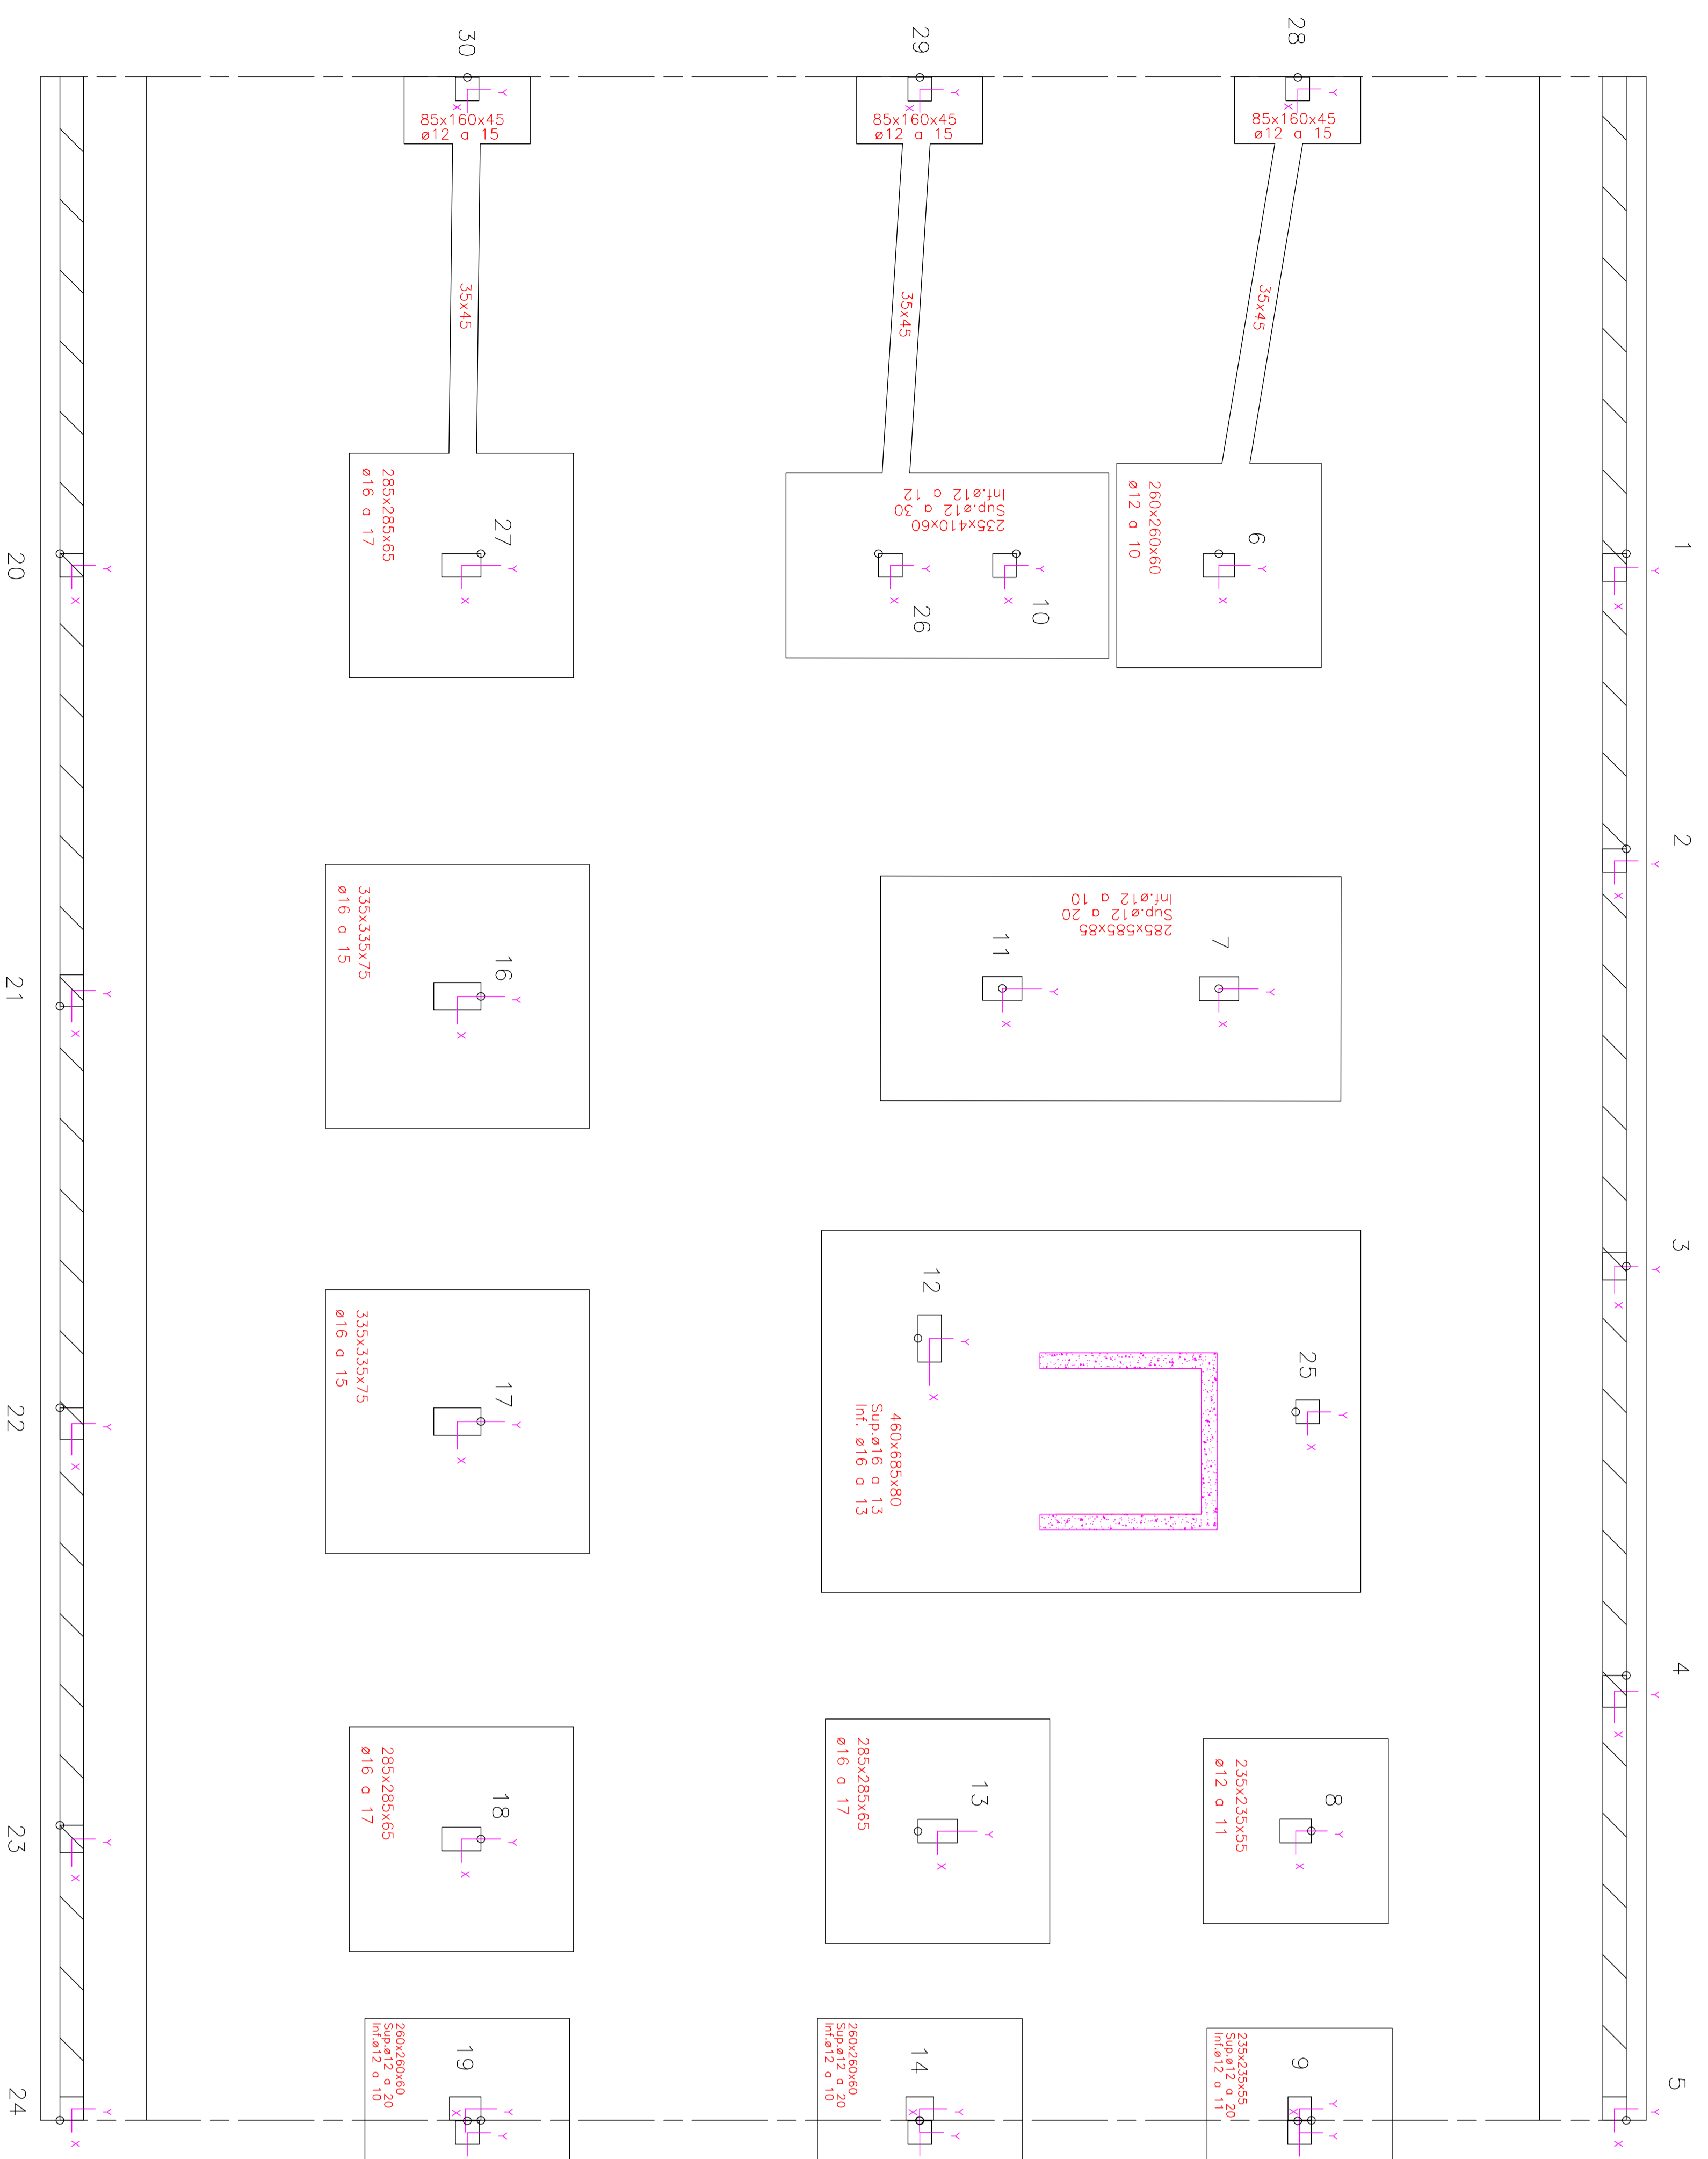 1
Y
X
2
Y
X
3
Y
X
4
Y
X
5
Y
X
28
Y
X
85x160x45
ø12 a 15
35x45
6
Y
X
260x260x60
ø12 a 10
7
Y
X
285x585x85
Sup.ø12 a 20
Inf.ø12 a 10
11
Y
X
25
Y
X
12
Y
X
460x685x80
Sup.ø16 a 13
Inf. ø16 a 13
8
Y
X
235x235x55
ø12 a 11
9
Y
X
Y
235x235x55
Sup.ø12 a 20
Inf.ø12 a 11
29
Y
X
85x160x45
ø12 a 15
35x45
235x410x60
Sup.ø12 a 30
Inf.ø12 a 12
10
Y
X
26
Y
X
13
Y
X
285x285x65
ø16 a 17
14
Y
X
Y
260x260x60
Sup.ø12 a 20
Inf.ø12 a 10
30
Y
X
85x160x45
ø12 a 15
35x45
27
Y
X
285x285x65
ø16 a 17
16
Y
X
335x335x75
ø16 a 15
17
Y
X
335x335x75
ø16 a 15
18
Y
X
285x285x65
ø16 a 17
19
Y
X
Y
260x260x60
Sup.ø12 a 20
Inf.ø12 a 10
20
Y
X
21
Y
X
22
Y
X
23
Y
X
24
Y
X